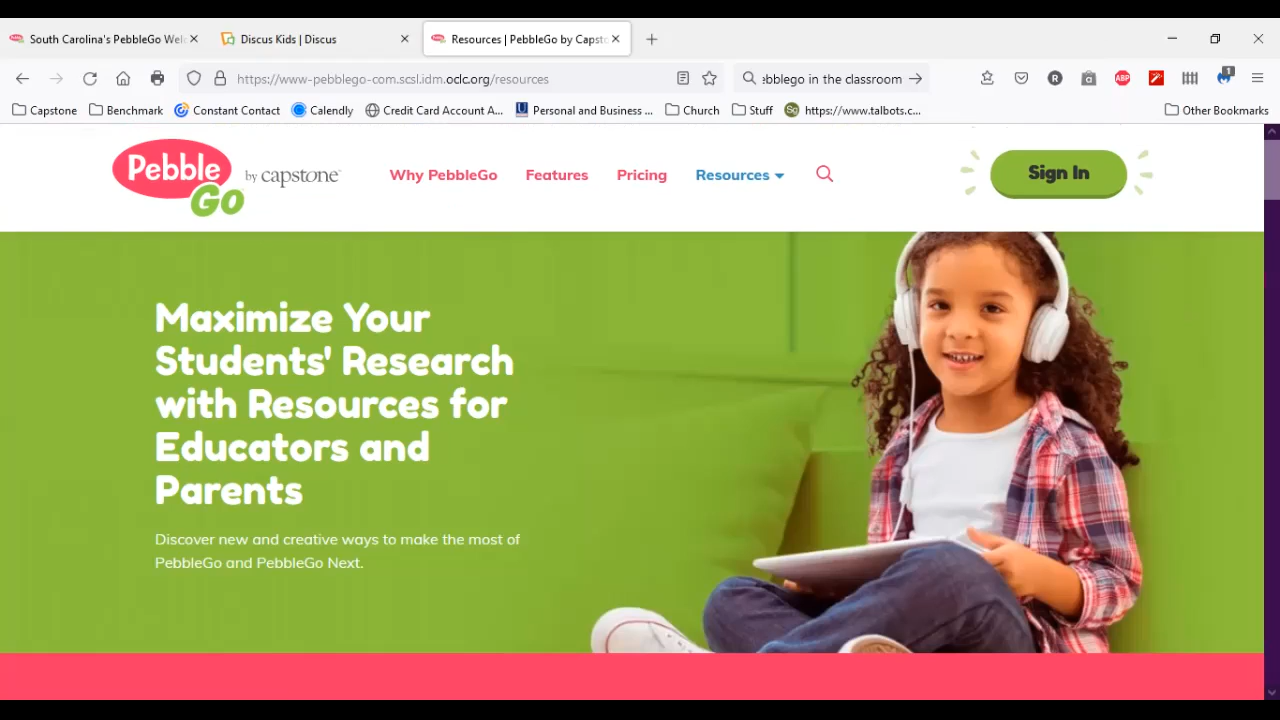 South Carolina's PebbleGo Wel
Discus Kids | Discus
Resources | PebbleGo by Capst
https://www-pebblego-com.scsl.idm.oclc.org/resources
ebblego in the classroom
R
a
ABP
1
Capstone
Benchmark
Constant Contact
Calendly
Credit Card Account A...
Personal and Business ...
Church
Stuff
https://www.talbots.c...
Other Bookmarks
Pebble
Go
by capstone
Why PebbleGo
Features
Pricing
Resources
Sign In
Maximize Your
Students' Research
with Resources for
Educators and
Parents
Discover new and creative ways to make the most of
PebbleGo and PebbleGo Next.